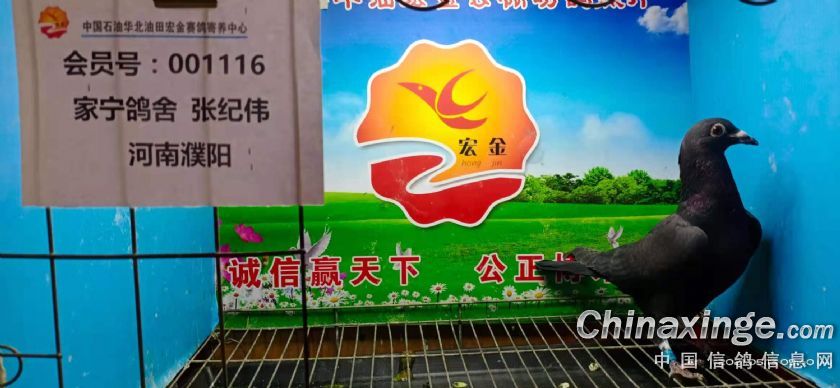 中国石油华北油田宏金赛鸽寄养中心
会员号：001116
家宁鸽舍 张纪伟
河南濮阳
宏金
hong jin
诚信赢天下 公正
Chinaxinge.com
中国信鸽信息网